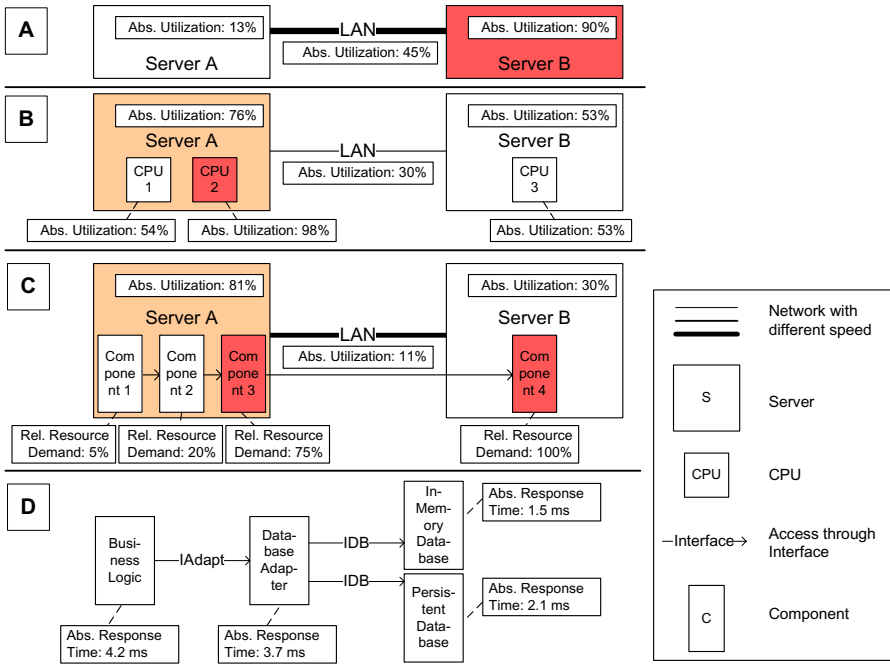 A
Abs. Utilization: 13%
Server A
LAN
Abs. Utilization: 45%
Abs. Utilization: 90%
Server B
B
Abs. Utilization: 76%
Server A
CPU
1
CPU
2
Abs. Utilization: 54%
Abs. Utilization: 98%
LAN
Abs. Utilization: 30%
Abs. Utilization: 53%
Server B
CPU
3
Abs. Utilization: 53%
C
Abs. Utilization: 81%
Server A
Com
pone
nt 1
Com
pone
nt 2
Com
pone
nt 3
Rel. Resource
Demand: 5%
Rel. Resource
Demand: 20%
Rel. Resource
Demand: 75%
LAN
Abs. Utilization: 11%
Abs. Utilization: 30%
Server B
Com
pone
nt 4
Rel. Resource
Demand: 100%
D
Busi-
ness
Logic
IAdapt
Data-
base
Adap-
ter
IDB
IDB
In-
Mem-
ory
Data-
base
Persis-
tent
Data-
base
Abs. Response
Time: 1.5 ms
Abs. Response
Time: 2.1 ms
Abs. Response
Time: 4.2 ms
Abs. Response
Time: 3.7 ms
Network with
different speed
S
Server
CPU
CPU
Interface
Access through
Interface
C
Component